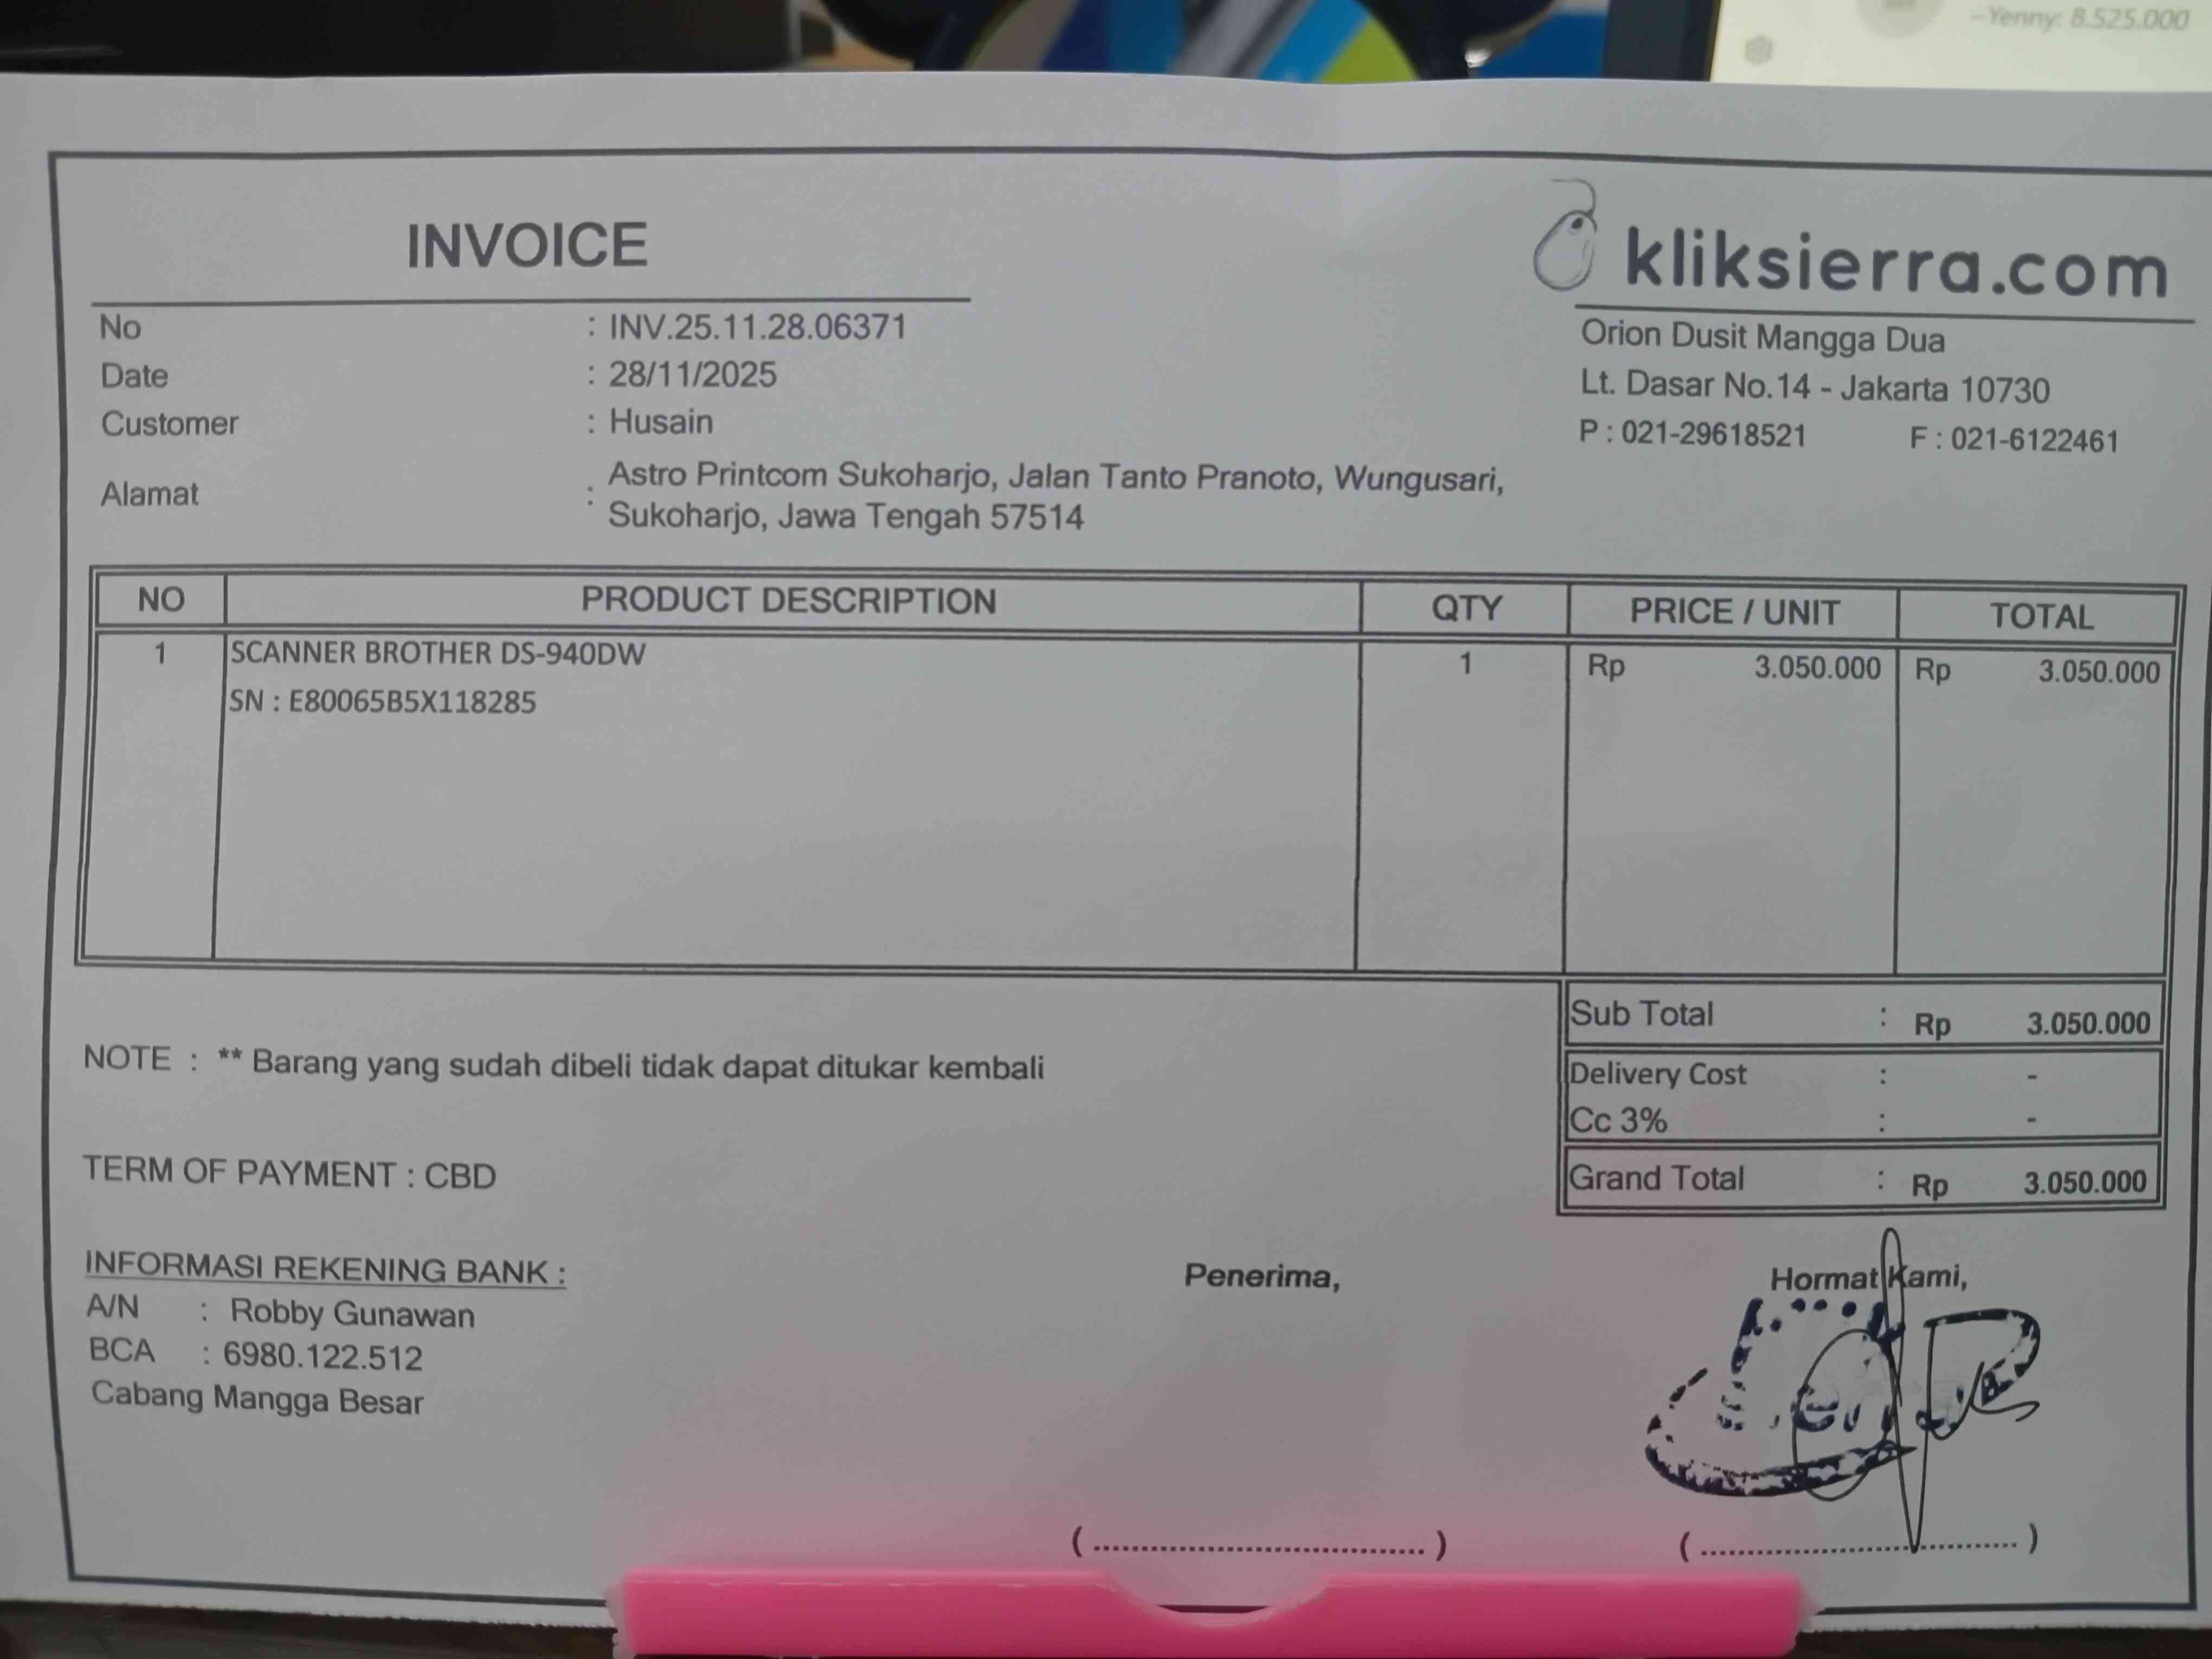 –Yenny: 8.525.000
INVOICE
kliksierra.com
No : INV.25.11.28.06371
Date : 28/11/2025
Customer : Husain
Alamat : Astro Printcom Sukoharjo, Jalan Tanto Pranoto, Wungusari,
Sukoharjo, Jawa Tengah 57514
Orion Dusit Mangga Dua
Lt. Dasar No.14 - Jakarta 10730
P : 021-29618521 F : 021-6122461
NO PRODUCT DESCRIPTION QTY PRICE / UNIT TOTAL
1 SCANNER BROTHER DS-940DW 1 Rp 3.050.000 Rp 3.050.000
SN : E80065B5X118285
Sub Total : Rp 3.050.000
NOTE : ** Barang yang sudah dibeli tidak dapat ditukar kembali
Delivery Cost : -
Cc 3% : -
TERM OF PAYMENT : CBD
Grand Total : Rp 3.050.000
INFORMASI REKENING BANK :
A/N : Robby Gunawan
BCA : 6980.122.512
Cabang Mangga Besar
Penerima,
Hormat Kami,
(..................................)
(..................................)